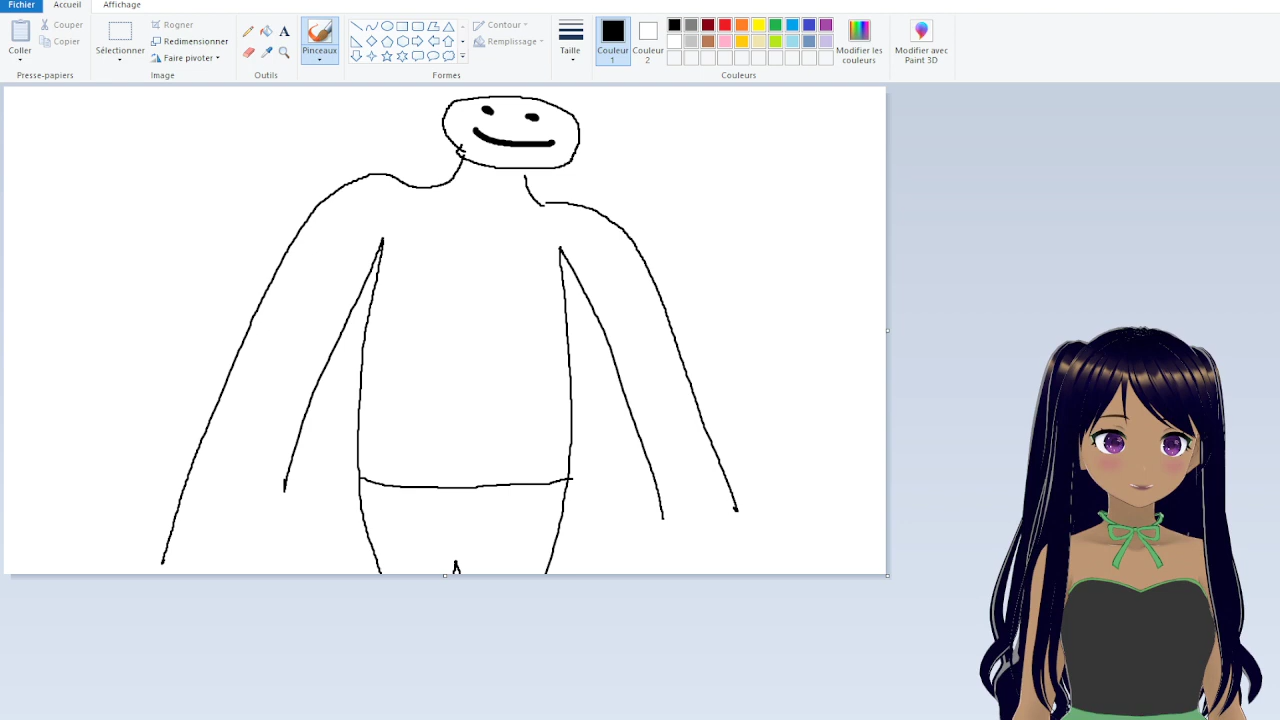 Fichier Accueil Affichage
Coller
Couper
Copier
Presse-papiers
Sélectionner
Rogner
Redimension
Faire pivoter
Image
A
Outils
Pinceaux
Contour
Remplissage
Formes
Taille
Couleur 1
Couleur 2
Modifier les couleurs
Couleurs
Modifier avec Paint 3D